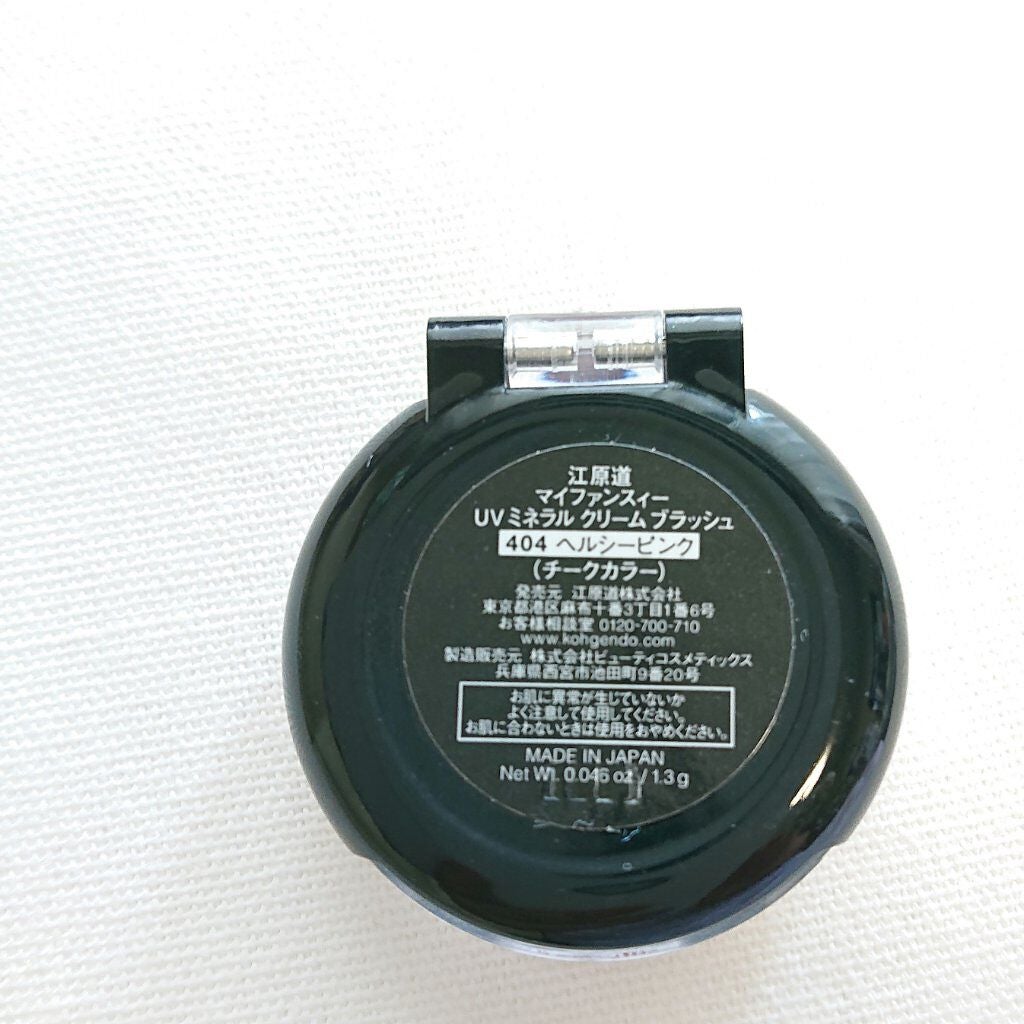 江原道
マイファンスィー
UV ミネラル クリーム ブラッシュ
404 ヘルシーピンク
(チークカラー)
発売元 江原道株式会社
東京都港区麻布十番3丁目1番6号
お客様相談室 0120-700-710
www.kohgendo.com
製造販売元 株式会社ビューティコスメティックス
兵庫県西宮市池田町9番20号
お肌に異常が生じていないか
よく注意して使用してください。
お肌に合わないときは使用をおやめください。
MADE IN JAPAN
Net Wt. 0.046 oz / 1.3 g